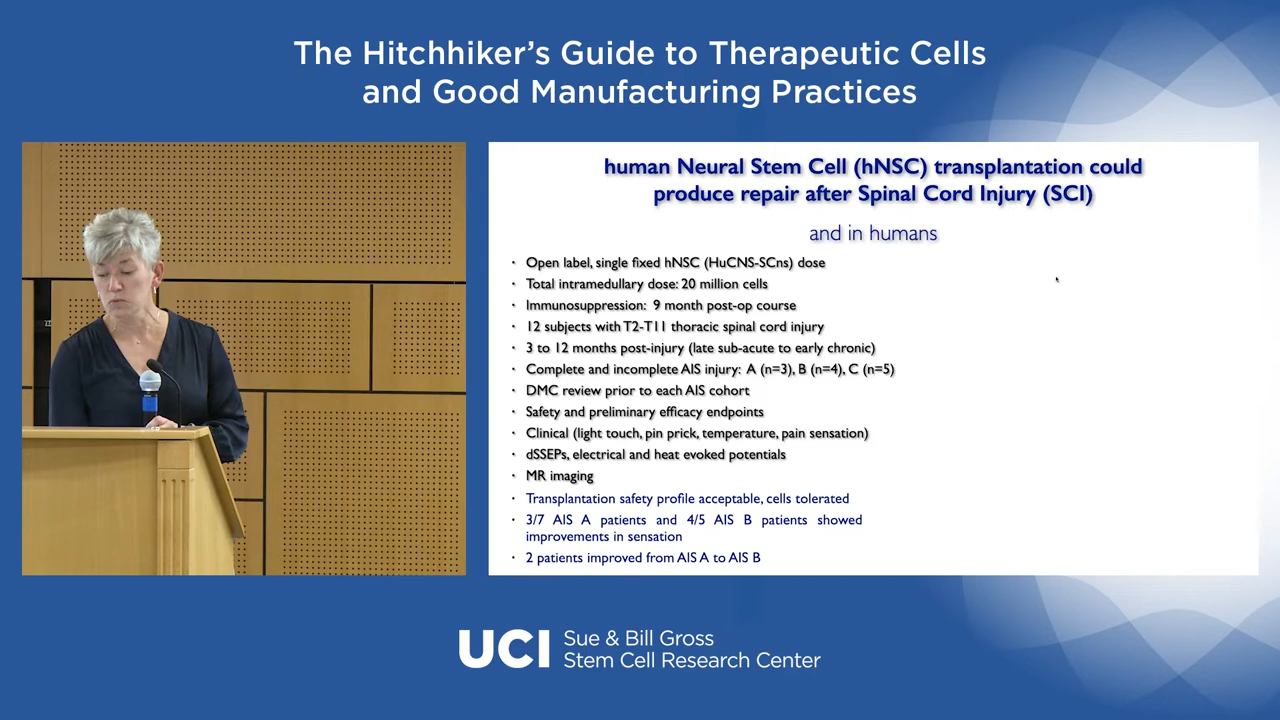 The Hitchhiker's Guide to Therapeutic Cells
and Good Manufacturing Practices
human Neural Stem Cell (hNSC) transplantation could
produce repair after Spinal Cord Injury (SCI)
and in humans
· Open label, single fixed hNSC (HuCNS-SCns) dose
· Total intramedullary dose: 20 million cells
· Immunosuppression: 9 month post-op course
· 12 subjects with T2-T11 thoracic spinal cord injury
· 3 to 12 months post-injury (late sub-acute to early chronic)
· Complete and incomplete AIS injury: A (n=3), B (n=4), C (n=5)
· DMC review prior to each AIS cohort
· Safety and preliminary efficacy endpoints
· Clinical (light touch, pin prick, temperature, pain sensation)
· dSSEPs, electrical and heat evoked potentials
· MR imaging
· Transplantation safety profile acceptable, cells tolerated
· 3/7 AIS A patients and 4/5 AIS B patients showed
improvements in sensation
· 2 patients improved from AIS A to AIS B
UCI Sue & Bill Gross
Stem Cell Research Center